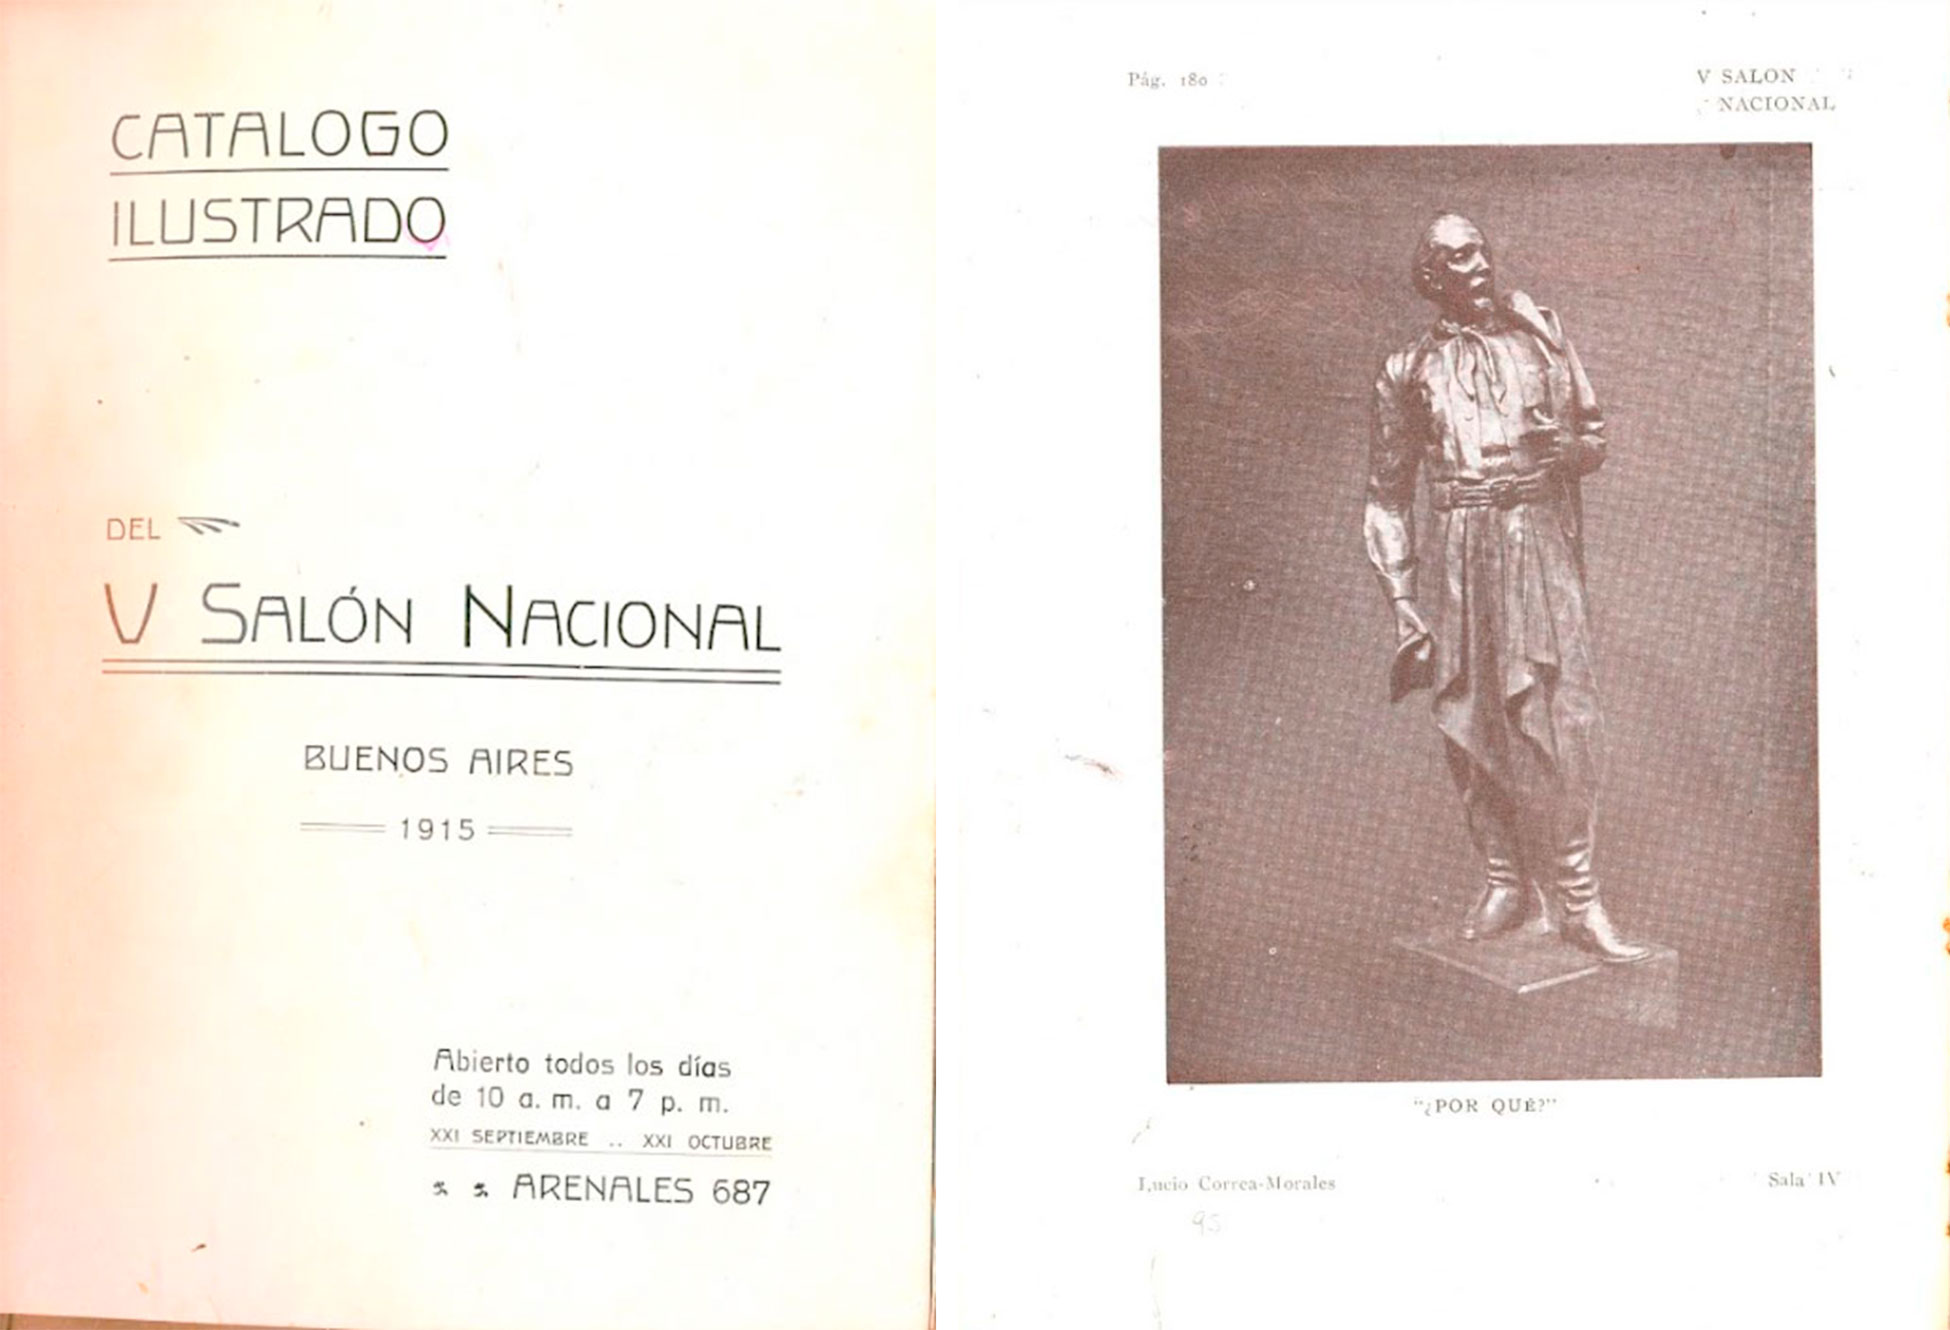 CATALOGO
ILUSTRADO
DEL
V SALÓN NACIONAL
BUENOS AIRES
1915
Abierto todos los días
de 10 a. m. a 7 p. m.
XXI SEPTIEMBRE .. XXI OCTUBRE
ARENALES 687
Pág. 180
V SALON
NACIONAL
"¿POR QUÉ?"
Lucio Correa-Morales
Sala IV
95